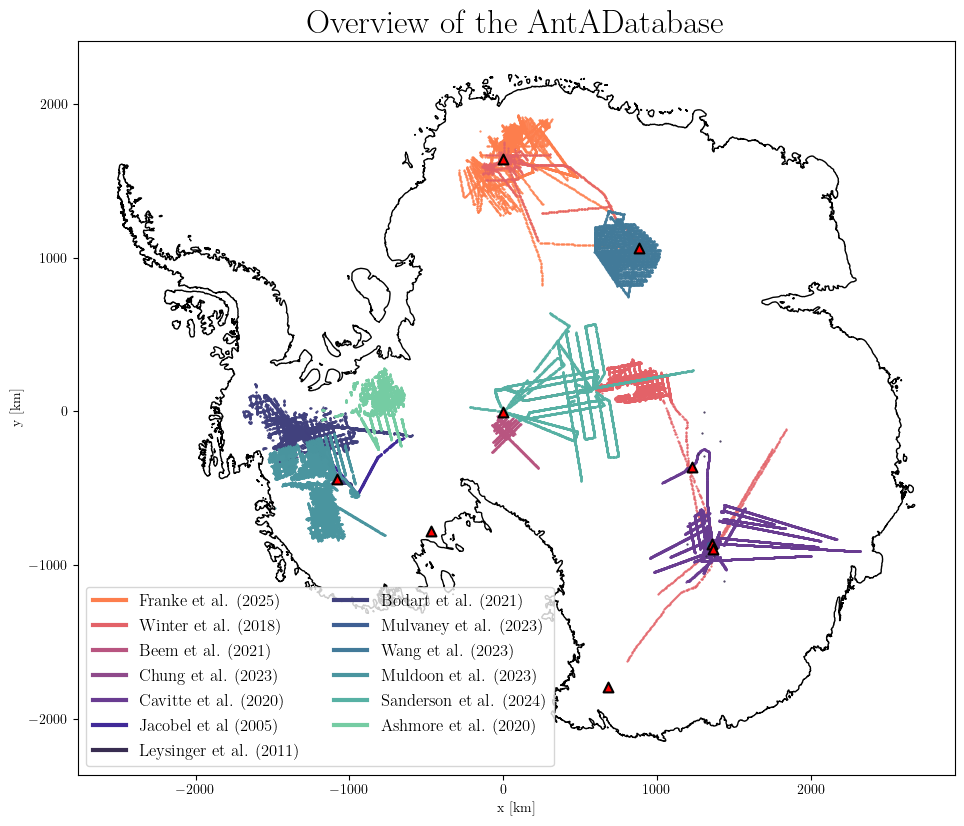 Overview of the AntADatabase
y [km]
2000
1000
0
−1000
−2000
Franke et al. (2025)
Winter et al. (2018)
Beem et al. (2021)
Chung et al. (2023)
Cavitte et al. (2020)
Jacobel et al (2005)
Leysinger et al. (2011)
Bodart et al. (2021)
Mulvaney et al. (2023)
Wang et al. (2023)
Muldoon et al. (2023)
Sanderson et al. (2024)
Ashmore et al. (2020)
−2000 −1000 0 1000 2000
x [km]